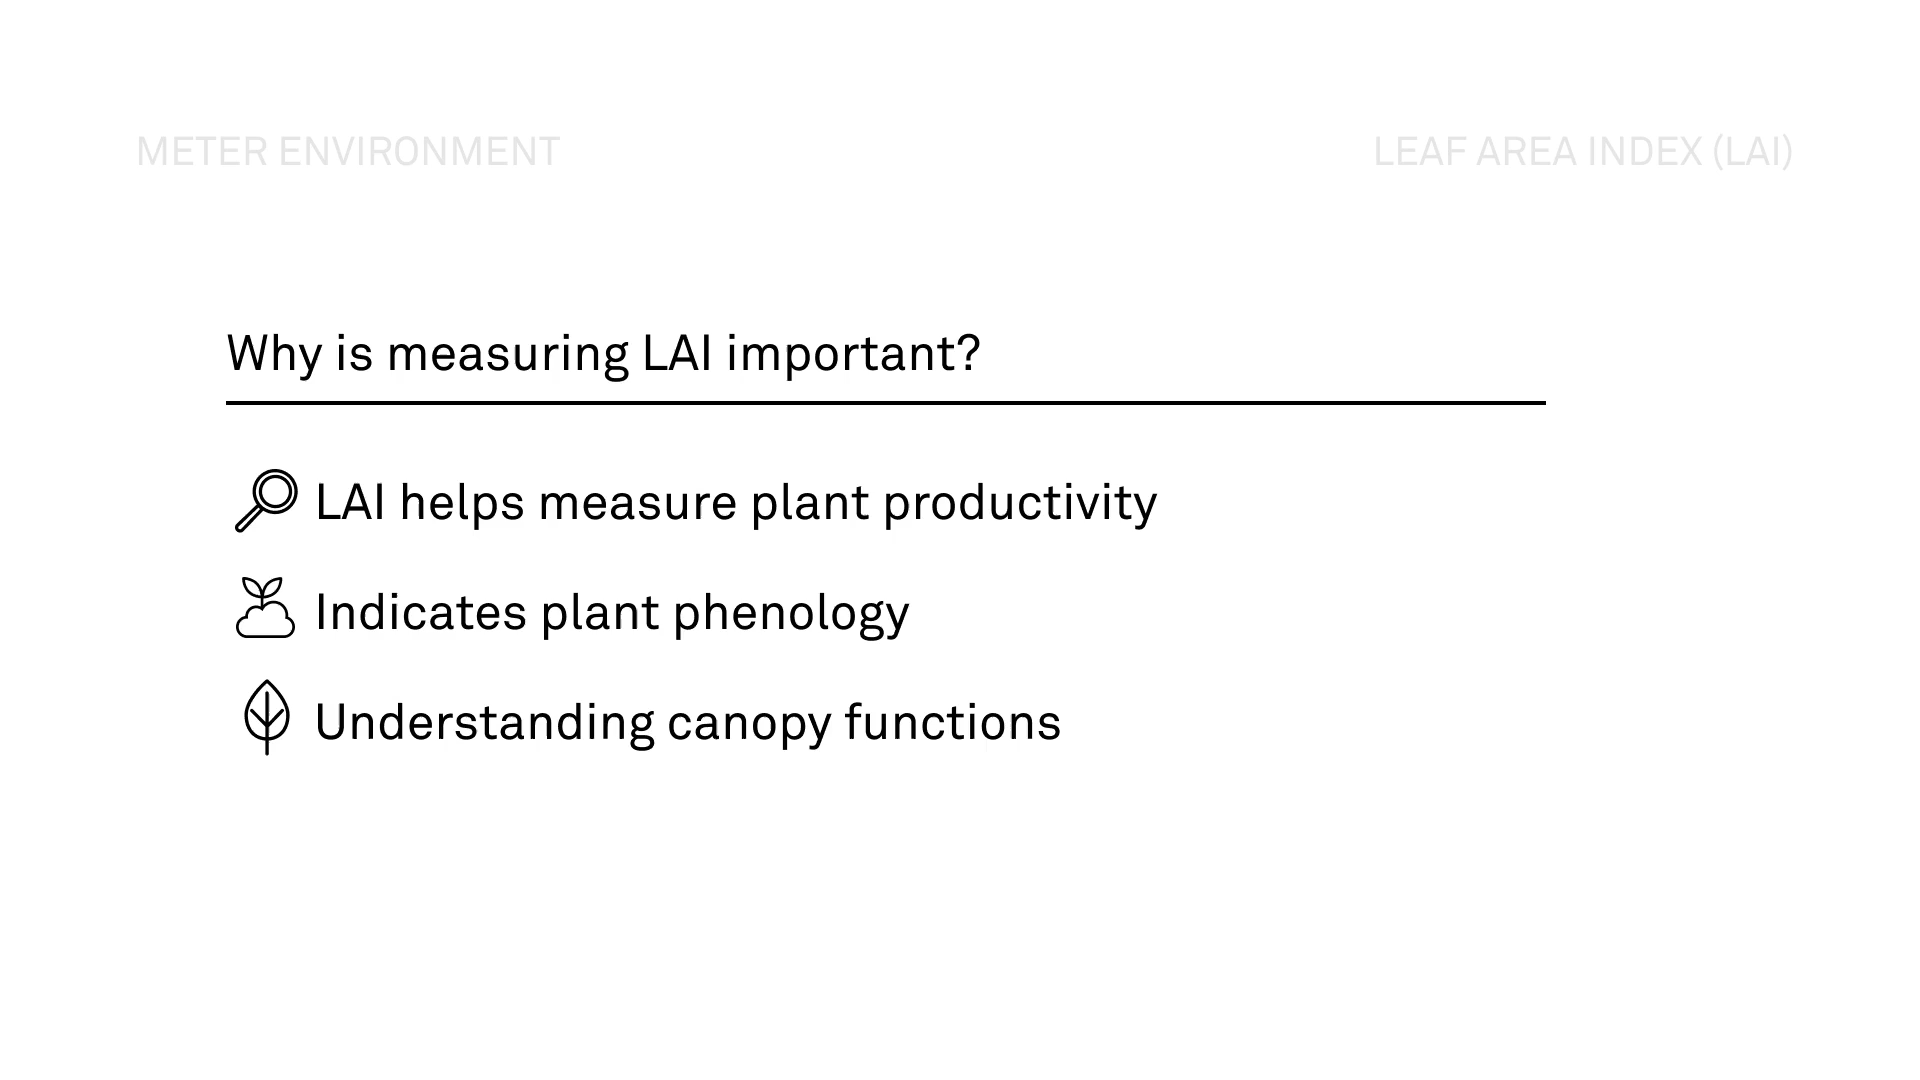 METER ENVIRONMENT
LEAF AREA INDEX (LAI)
Why is measuring LAI important?
LAI helps measure plant productivity
Indicates plant phenology
Understanding canopy functions